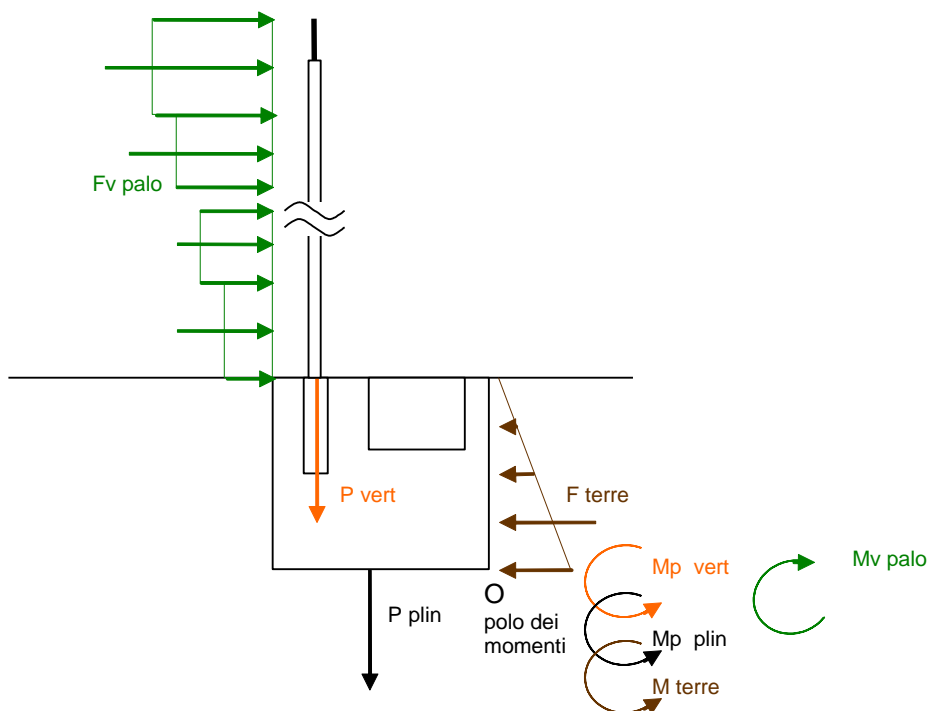 Fv palo
P vert
F terre
Mp vert
Mv palo
O
polo dei
momenti
P plin
Mp plin
M terre